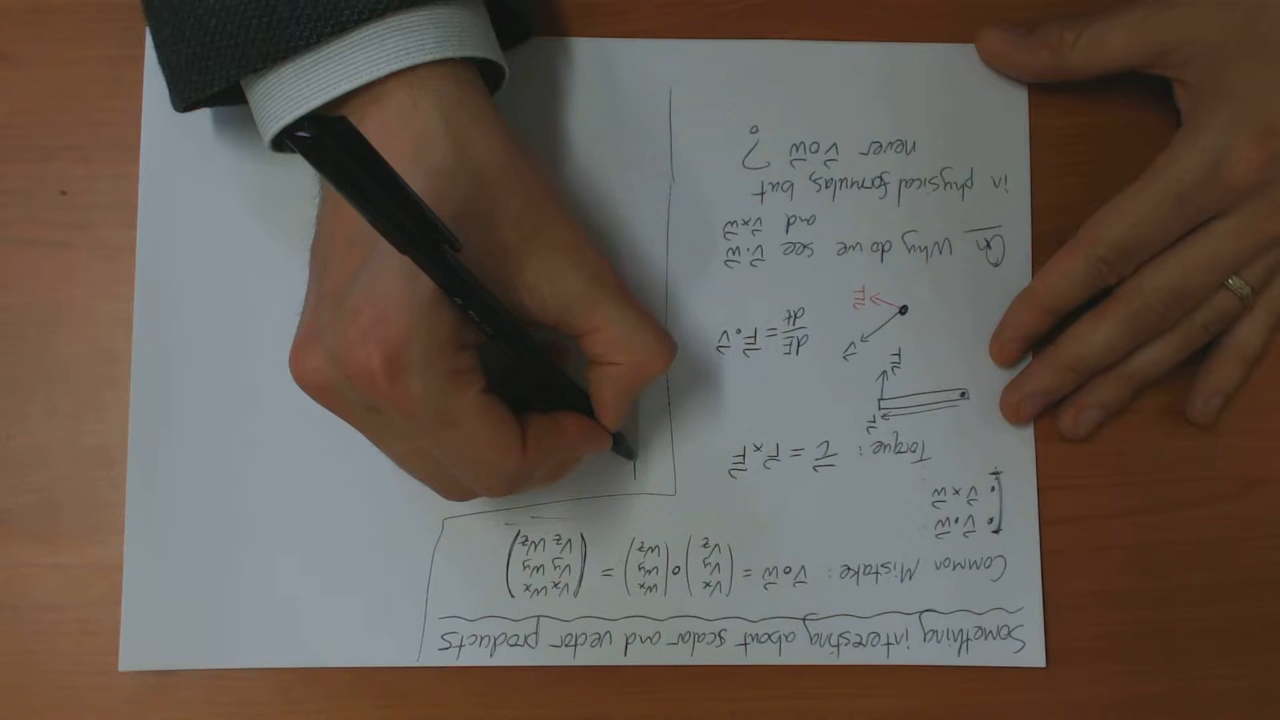 Something interesting about scalar and vector products
Common Mistake: v⃗∘w⃗ = (vx vy vz) ∘ (wx wy wz) = (vxwx vywy vzwz)
• v⃗·w⃗
• v⃗×w⃗
Torque: τ⃗ = r⃗×F⃗
r⃗
F⃗
dE/dt = F⃗·v⃗
v⃗
F⃗
Qn Why do we see v⃗·w⃗
and v⃗×w⃗
in physical formulas, but
never v⃗∘w⃗?